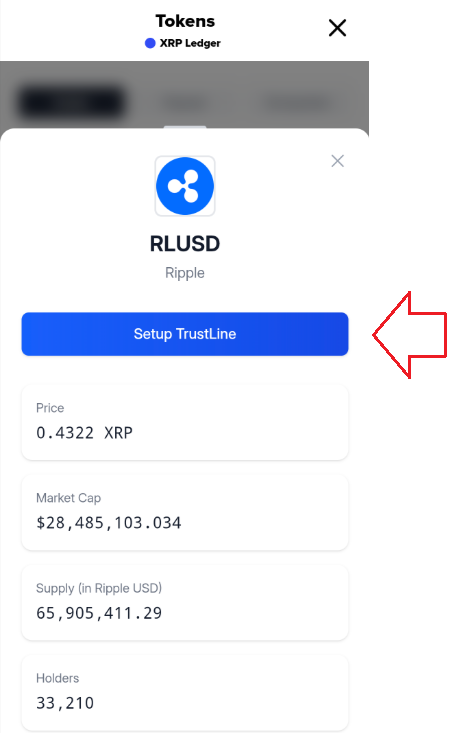 Tokens
XRP Ledger
RLUSD
Ripple
Setup TrustLine
Price
0.4322 XRP
Market Cap
$28,485,103.034
Supply (in Ripple USD)
65,905,411.29
Holders
33,210